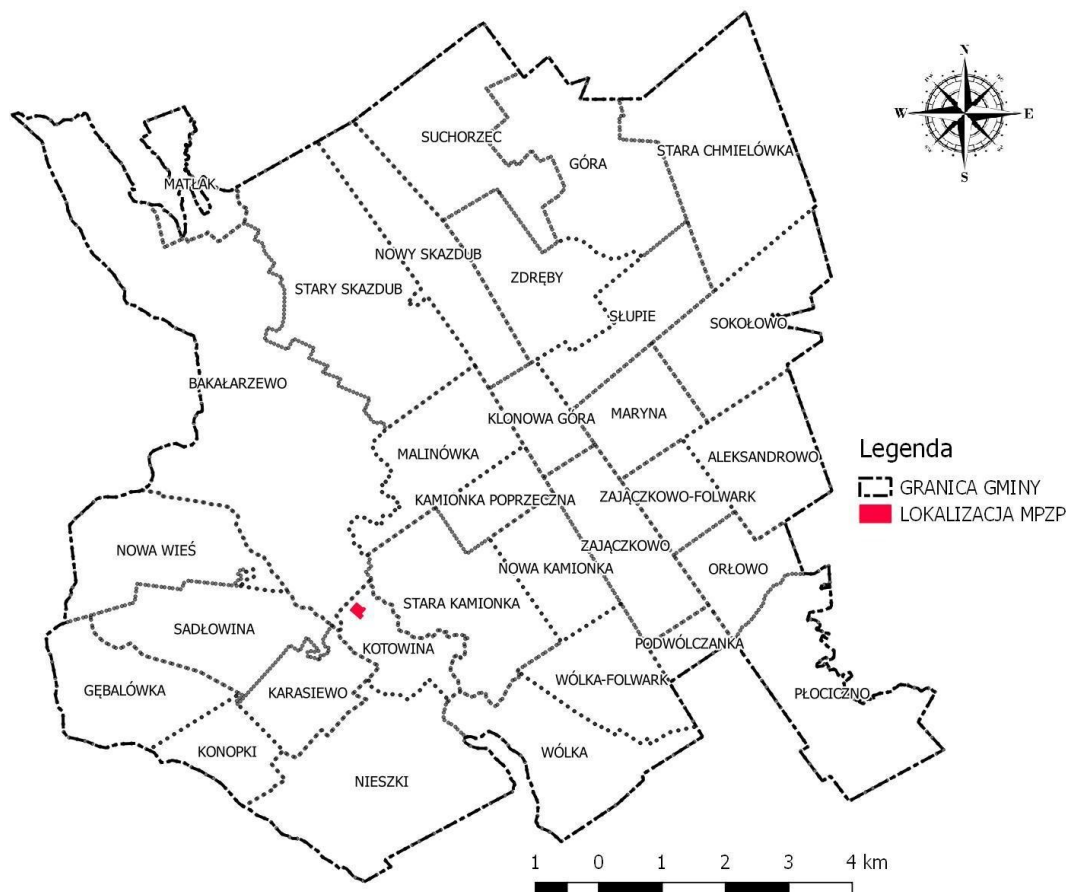 N
W
E
S
SUCHORZEC
GÓRA
STARA CHMIELÓWKA
MATŁAK
NOWY SKAZDUB
ZDRĘBY
STARY SKAZDUB
SŁUPIE
SOKOŁOWO
BAKAŁARZEWO
KLONOWA GÓRA
MARYNA
MALINÓWKA
ALEKSANDROWO
KAMIONKA POPRZECZNA
ZAJĄCZKOWO-FOLWARK
Legenda
GRANICA GMINY
LOKALIZACJA MPZP
NOWA WIEŚ
ZAJĄCZKOWO
NOWA KAMIONKA
ORŁOWO
STARA KAMIONKA
SADŁOWINA
KOTOWINA
PODWÓLCZANKA
WÓLKA-FOLWARK
GĘBALÓWKA
KARASIEWO
PŁOCICZNO
KONOPKI
WÓLKA
NIESZKI
1 0 1 2 3 4 km